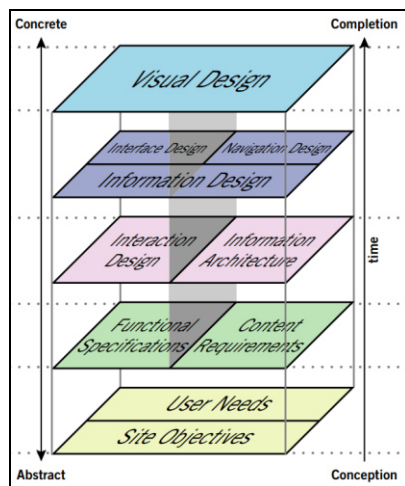 Concrete
Completion
Visual Design
Interface Design
Navigation Design
Information Design
Interaction
Design
Information
Architecture
time
Functional
Specifications
Content
Requirements
User Needs
Site Objectives
Abstract
Conception